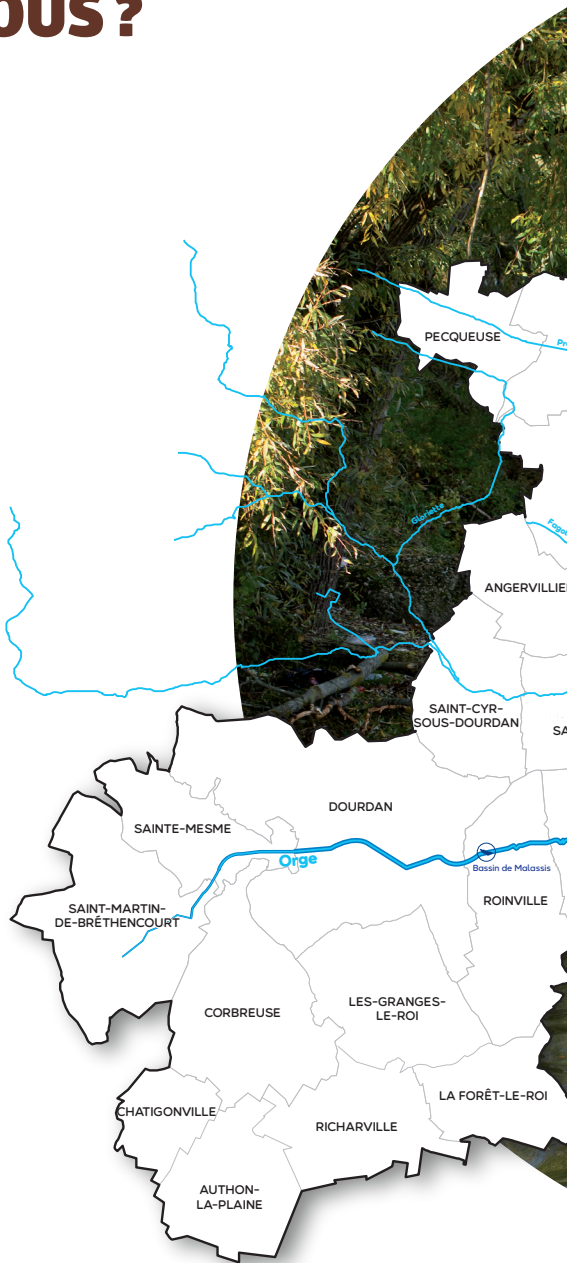 OUS ?
PECQUEUSE
Gloriette
SAINT-CYR-
SOUS-DOURDAN
DOURDAN
SAINTE-MESME
Orge
Bassin de Malassis
SAINT-MARTIN-
DE-BRÉTHENCOURT
ROINVILLE
CORBREUSE
LES-GRANGES-
LE-ROI
CHATIGONVILLE
RICHARVILLE
LA FORÊT-LE-ROI
AUTHON-
LA-PLAINE